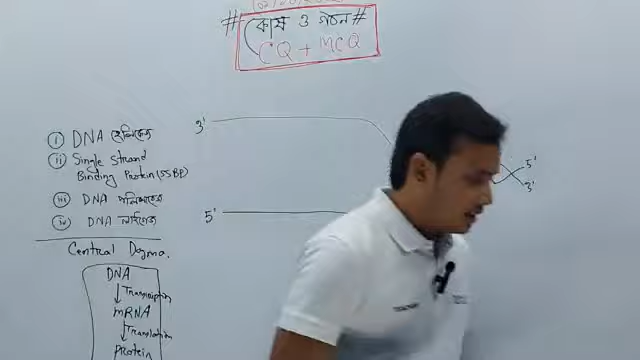 # কোষ ও গঠন #
CQ + MCQ
i DNA হেলিকেজ
ii Single Strand
Binding Protein (SSBP)
iii DNA পলিমারেজ
iv DNA লাইগেজ
Central Dogma
DNA
Transcription
mRNA
Translation
Protein
3'
5'
5'
3'